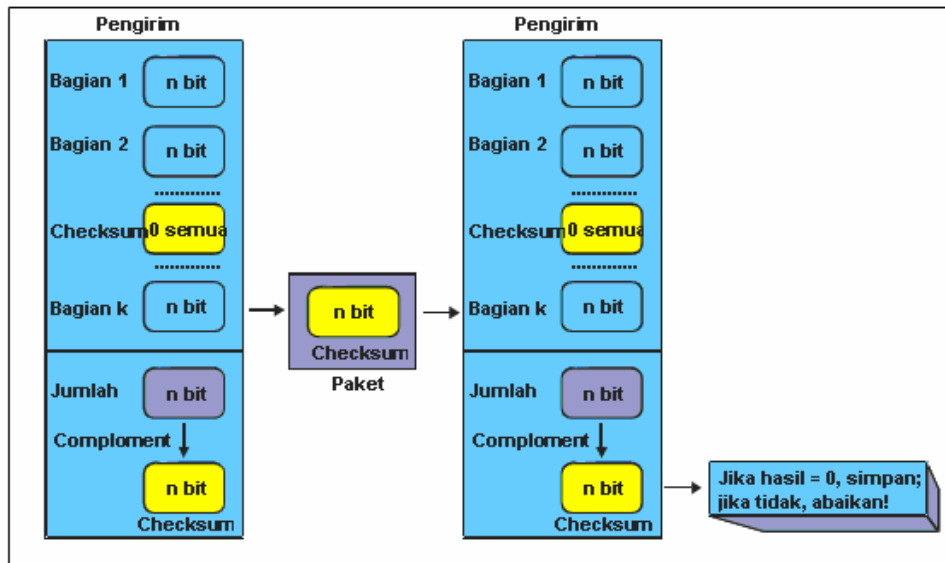 Pengirim
Bagian 1 n bit
Bagian 2 n bit
.............
Checksum 0 semua
.............
Bagian k n bit
Jumlah n bit
Comploment
n bit
Checksum
n bit
Checksum
Paket
Pengirim
Bagian 1 n bit
Bagian 2 n bit
.............
Checksum 0 semua
.............
Bagian k n bit
Jumlah n bit
Comploment
n bit
Checksum
Jika hasil = 0, simpan;
jika tidak, abaikan!